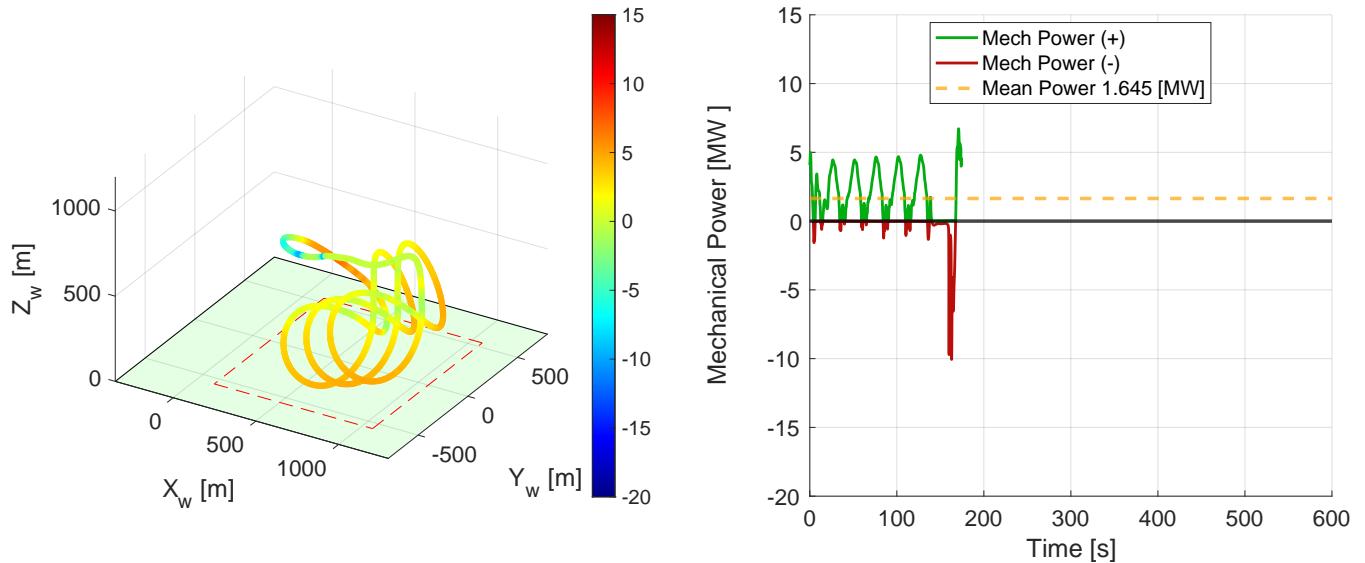 1000
500
0
Z_w [m]
0
500
1000
X_w [m]
-500
0
500
Y_w [m]
15
10
5
0
-5
-10
-15
-20
Mechanical Power [MW ]
15
10
5
0
-5
-10
-15
-20
Mech Power (+)
Mech Power (-)
Mean Power 1.645 [MW]
0 100 200 300 400 500 600
Time [s]